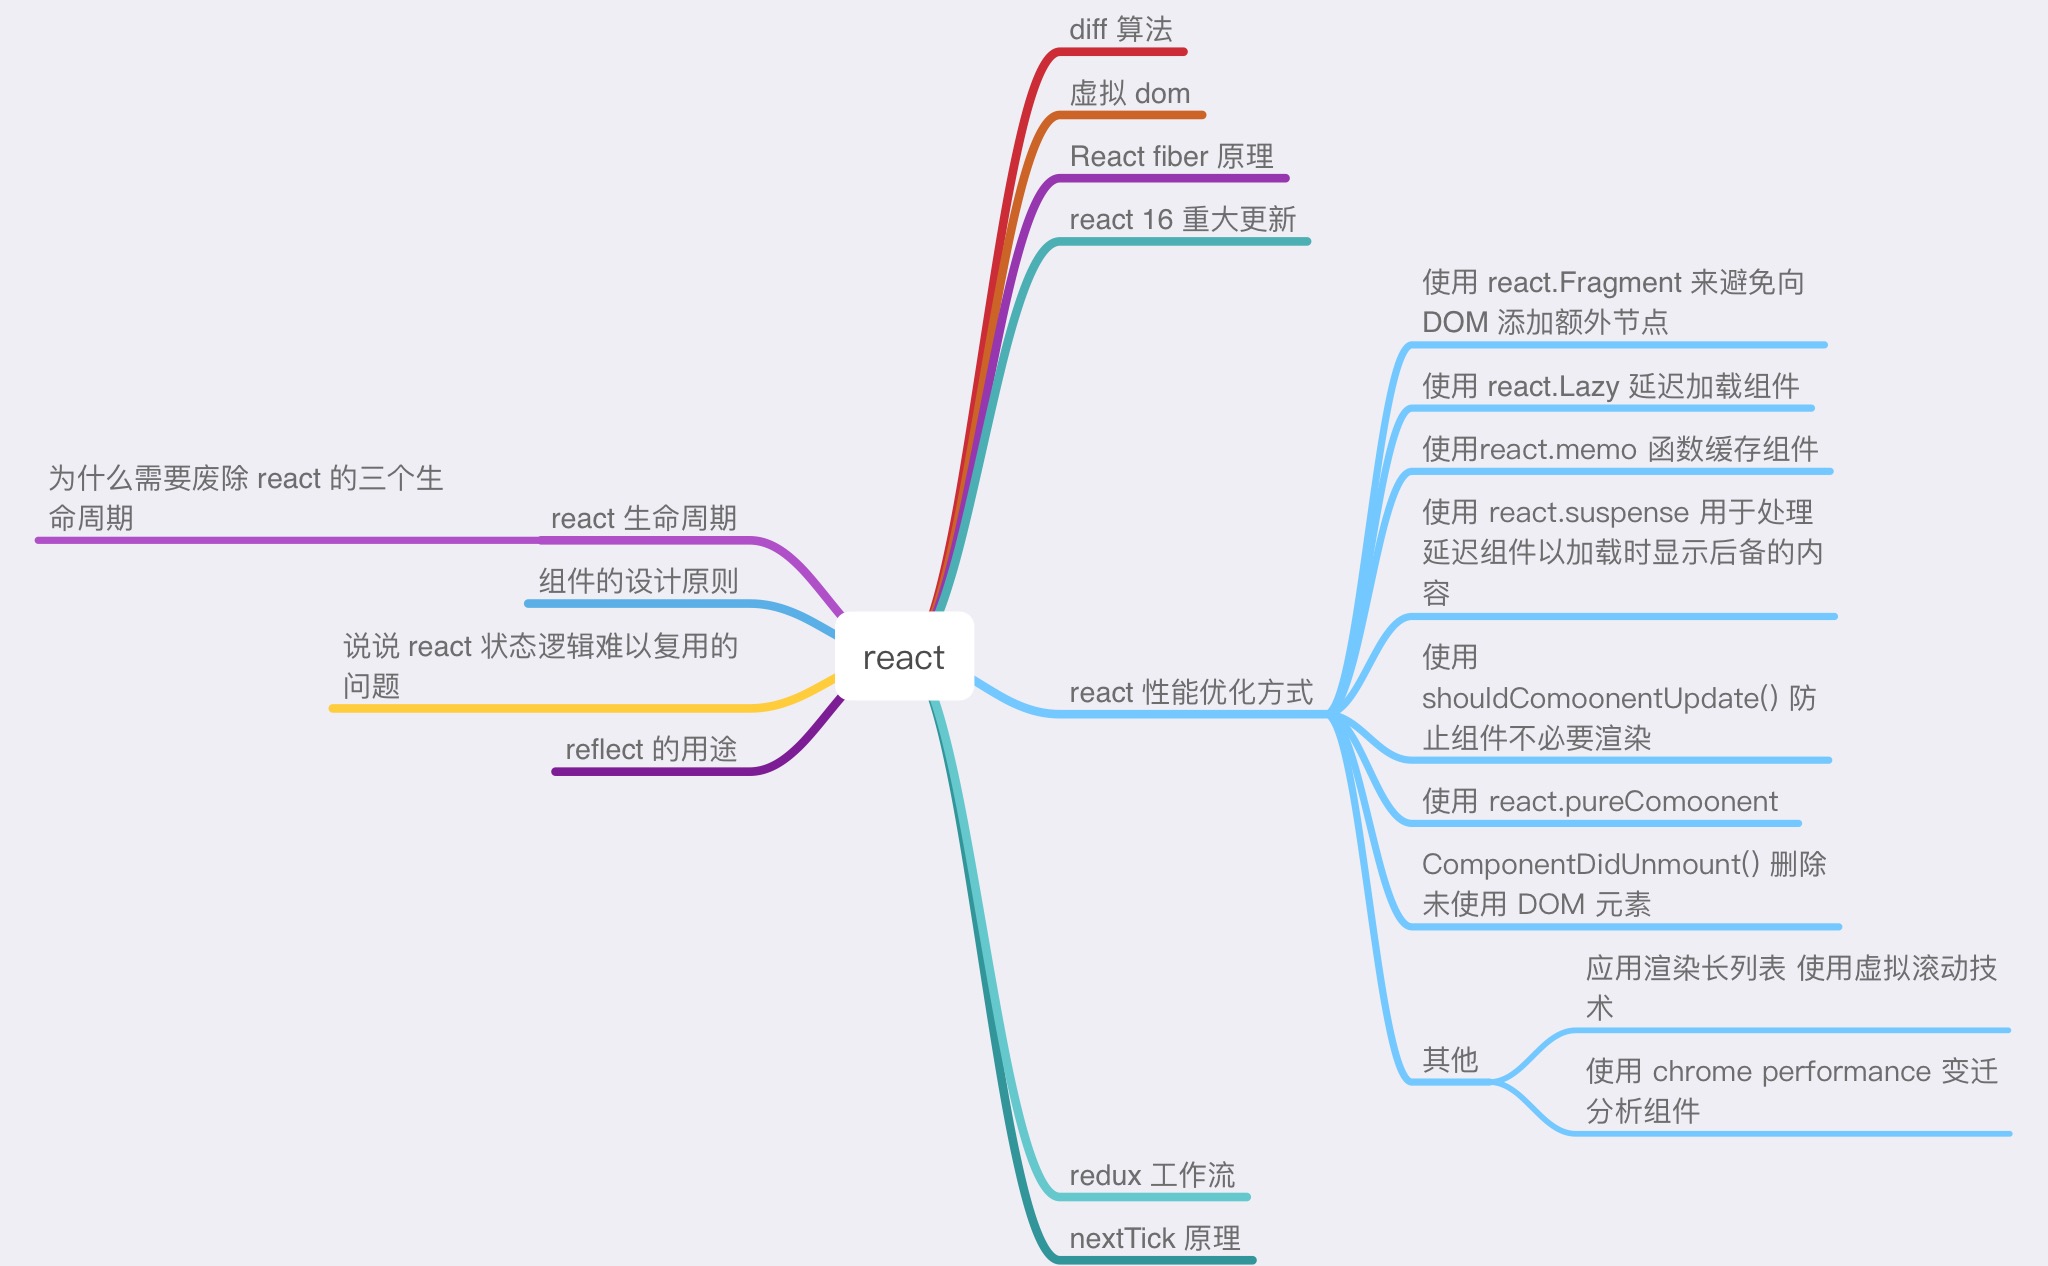 diff 算法
虚拟 dom
React fiber 原理
react 16 重大更新
使用 react.Fragment 来避免向
DOM 添加额外节点
使用 react.Lazy 延迟加载组件
使用react.memo 函数缓存组件
使用 react.suspense 用于处理
延迟组件以加载时显示后备的内
容
使用
shouldComoonentUpdate() 防
止组件不必要渲染
react 性能优化方式
使用 react.pureComoonent
ComponentDidUnmount() 删除
未使用 DOM 元素
其他
应用渲染长列表 使用虚拟滚动技
术
使用 chrome performance 变迁
分析组件
redux 工作流
nextTick 原理
react
react 生命周期
为什么需要废除 react 的三个生
命周期
组件的设计原则
说说 react 状态逻辑难以复用的
问题
reflect 的用途